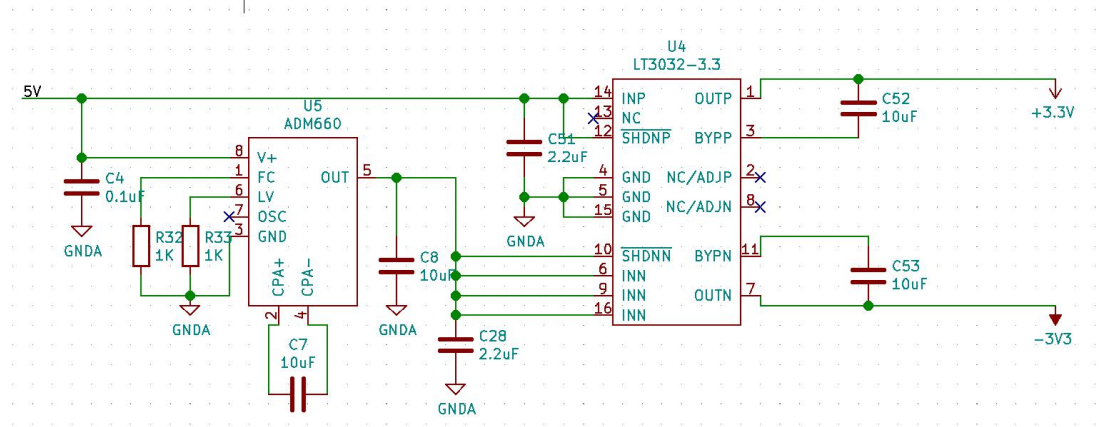 5V
U5
ADM660
8 V+
1 FC
6 LV
7 OSC
3 GND
OUT 5
CPA+
CPA-
2
4
C4
0.1uF
GNDA
R32
1K
R33
1K
GNDA
C7
10uF
C8
10uF
GNDA
C28
2.2uF
GNDA
C51
2.2uF
GNDA
U4
LT3032-3.3
14 INP
13 NC
12 SHDNP
4 GND
5 GND
15 GND
10 SHDNN
6 INN
9 INN
16 INN
OUTP 1
BYPP 3
NC/ADJP 2
NC/ADJN 8
BYPN 11
OUTN 7
C52
10uF
+3.3V
C53
10uF
-3V3